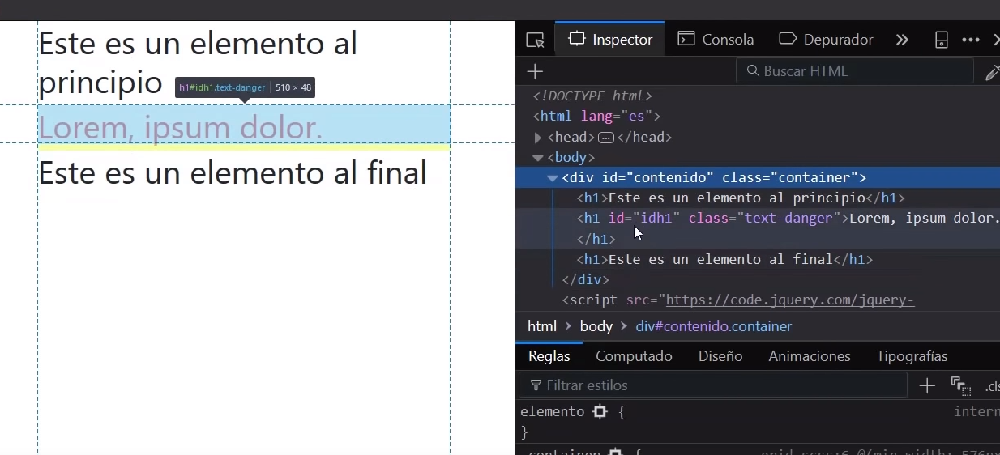 Este es un elemento al
principio
h1#idh1.text-danger 510 × 48
Lorem, ipsum dolor.
Este es un elemento al final
Inspector Consola Depurador
Buscar HTML
<!DOCTYPE html>
<html lang="es">
<head></head>
<body>
<div id="contenido" class="container">
<h1>Este es un elemento al principio</h1>
<h1 id="idh1" class="text-danger">Lorem, ipsum dolor.
</h1>
<h1>Este es un elemento al final</h1>
</div>
<script src="https://code.jquery.com/jquery-
html > body > div#contenido.container
Reglas Computado Diseño Animaciones Tipografías
Filtrar estilos .cls
elemento {
}